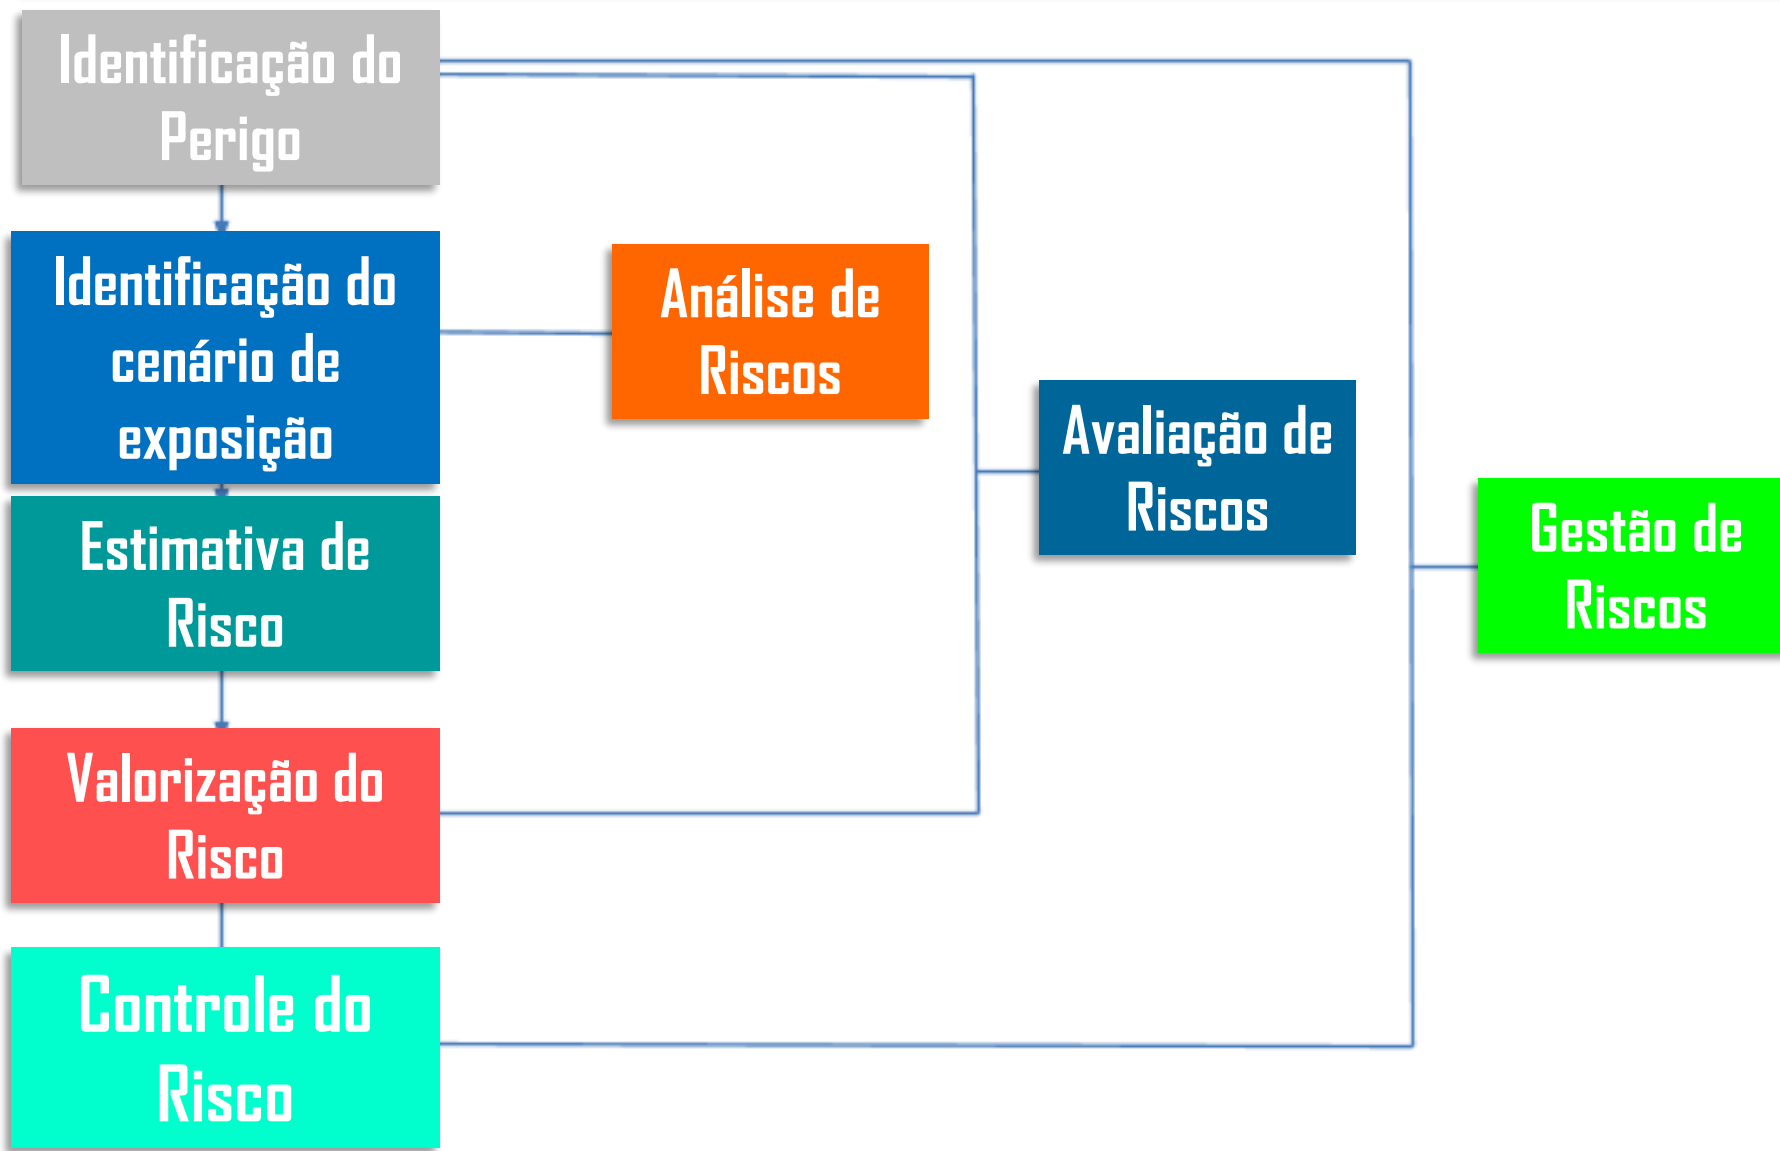 Identificação do
Perigo
Identificação do
cenário de
exposição
Análise de
Riscos
Avaliação de
Riscos
Gestão de
Riscos
Estimativa de
Risco
Valorização do
Risco
Controle do
Risco